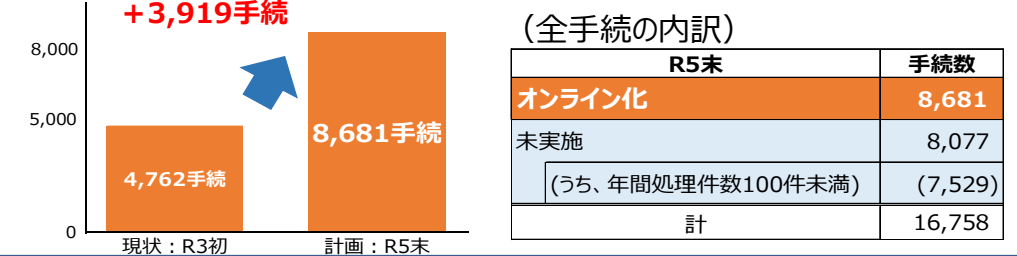 +3,919手続
8,000
5,000
0
4,762手続
8,681手続
現状：R3初
計画：R5末
（全手続の内訳）
R5末 手続数
オンライン化 8,681
未実施 8,077
(うち、年間処理件数100件未満) (7,529)
計 16,758